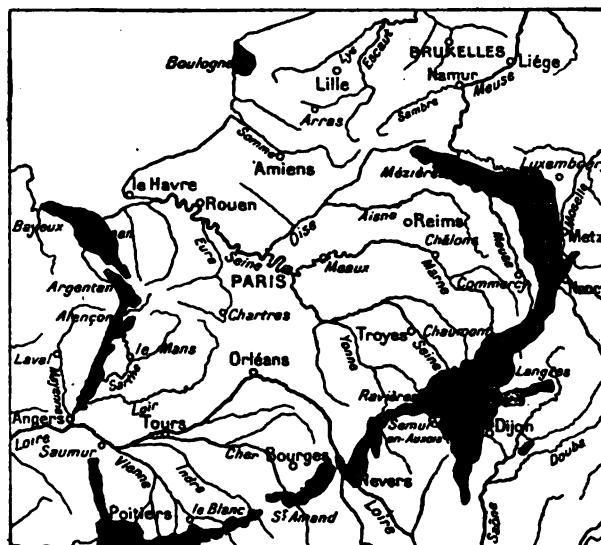 BRUXELLES
Boulogne
Lys
Escaut
Lille
Namur
Liége
Meuse
Arras
Sambre
Somme
Amiens
Mézières
Luxembourg
le Havre
Rouen
Oise
Aisne
Reims
Moselle
Bayeux
Metz
Eure
Seine
Châlons
Meuse
PARIS
Meaux
Marne
Commercy
Nancy
Argentan
Alençon
Chartres
Troyes
Chaumont
Laval
le Mans
Yonne
Seine
Mayenne
Sarthe
Orléans
Langres
Ravières
Angers
Loir
Tours
Semur
en-Auxois
Dijon
Loire
Saumur
Cher
Bourges
Doubs
Vienne
Indre
Nevers
Poitiers
le Blanc
St Amand
Loire
Saône